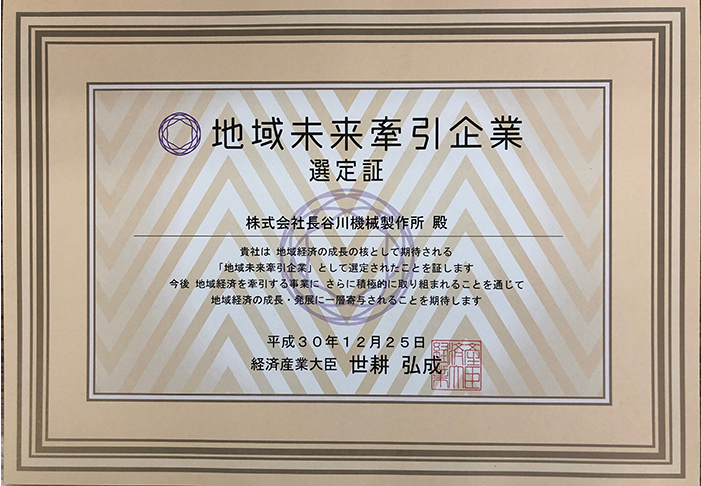 地域未来牽引企業
選定証
株式会社長谷川機械製作所 殿
貴社は 地域経済の成長の核として期待される
「地域未来牽引企業」として選定されたことを証します
今後 地域経済を牽引する事業に さらに積極的に取り組まれることを通じて
地域経済の成長・発展に一層寄与されることを期待します
平成30年12月25日
経済産業大臣 世耕 弘成